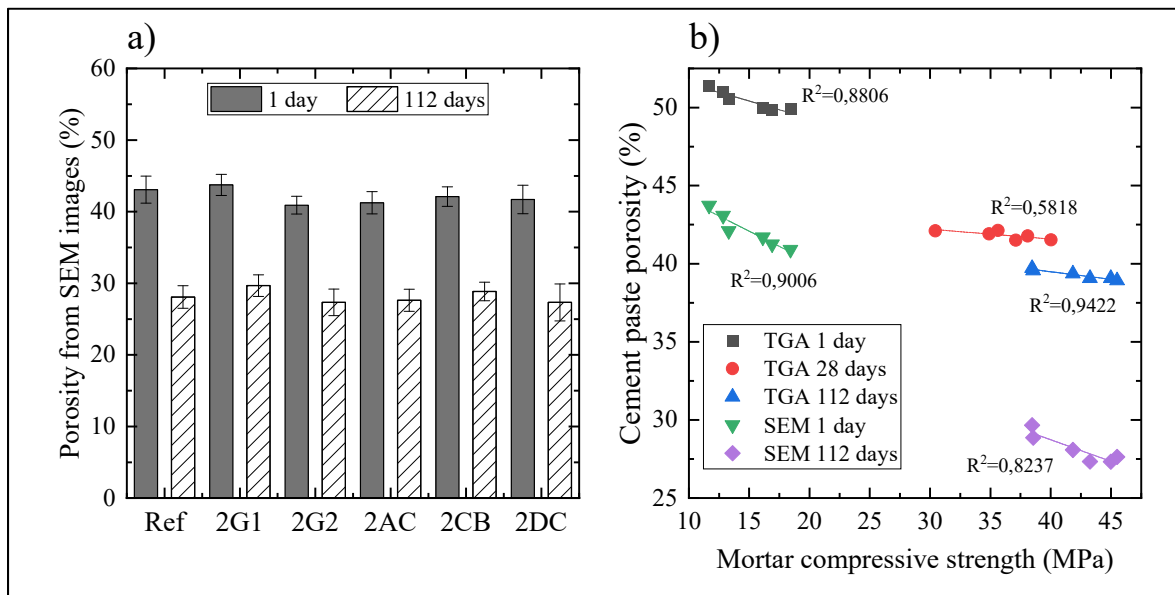 a)
Porosity from SEM images (%)
60
50
40
30
20
10
0
1 day
112 days
Ref
2G1
2G2
2AC
2CB
2DC
b)
Cement paste porosity (%)
50
45
40
35
30
25
R²=0,8806
R²=0,5818
R²=0,9006
R²=0,9422
TGA 1 day
TGA 28 days
TGA 112 days
SEM 1 day
SEM 112 days
R²=0,8237
10
15
20
25
30
35
40
45
Mortar compressive strength (MPa)